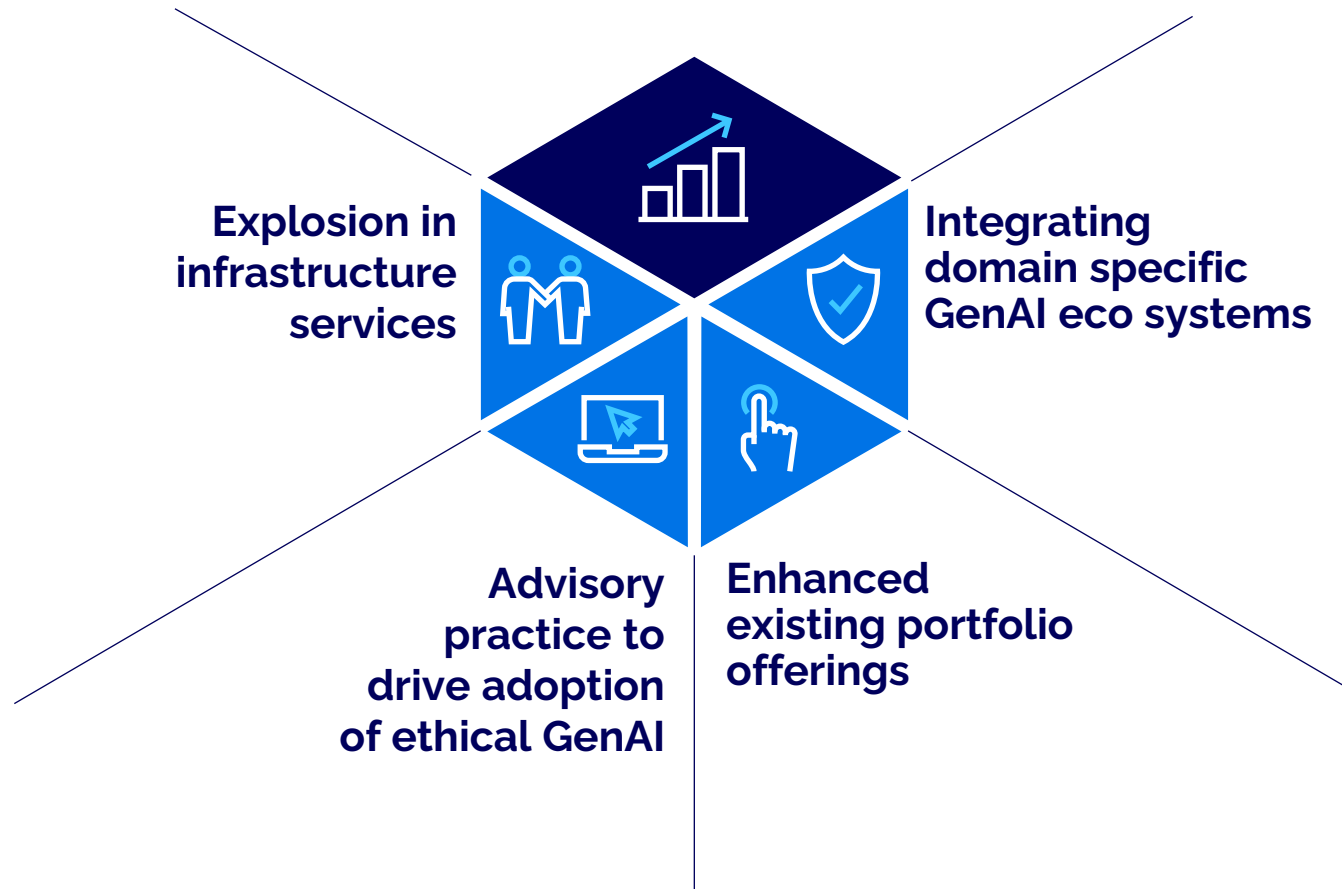 Explosion in
infrastructure
services
Integrating
domain specific
GenAI eco systems
Advisory
practice to
drive adoption
of ethical GenAI
Enhanced
existing portfolio
offerings